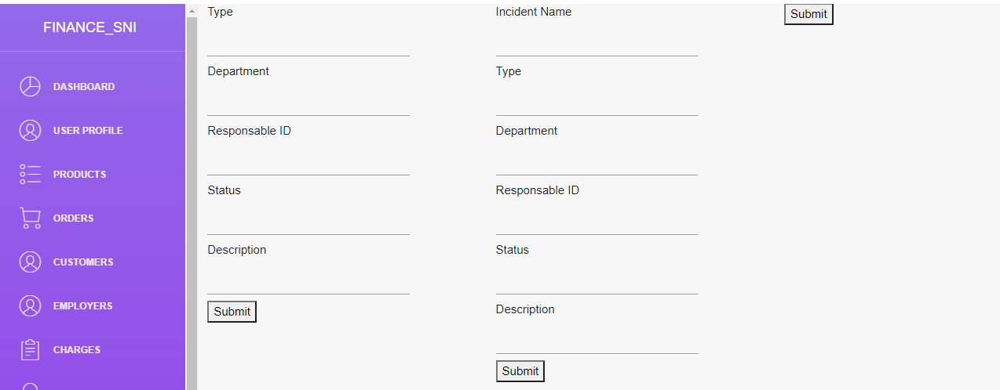 FINANCE_SNI
DASHBOARD
USER PROFILE
PRODUCTS
ORDERS
CUSTOMERS
EMPLOYERS
CHARGES
Type
Department
Responsable ID
Status
Description
Submit
Incident Name
Type
Department
Responsable ID
Status
Description
Submit
Submit